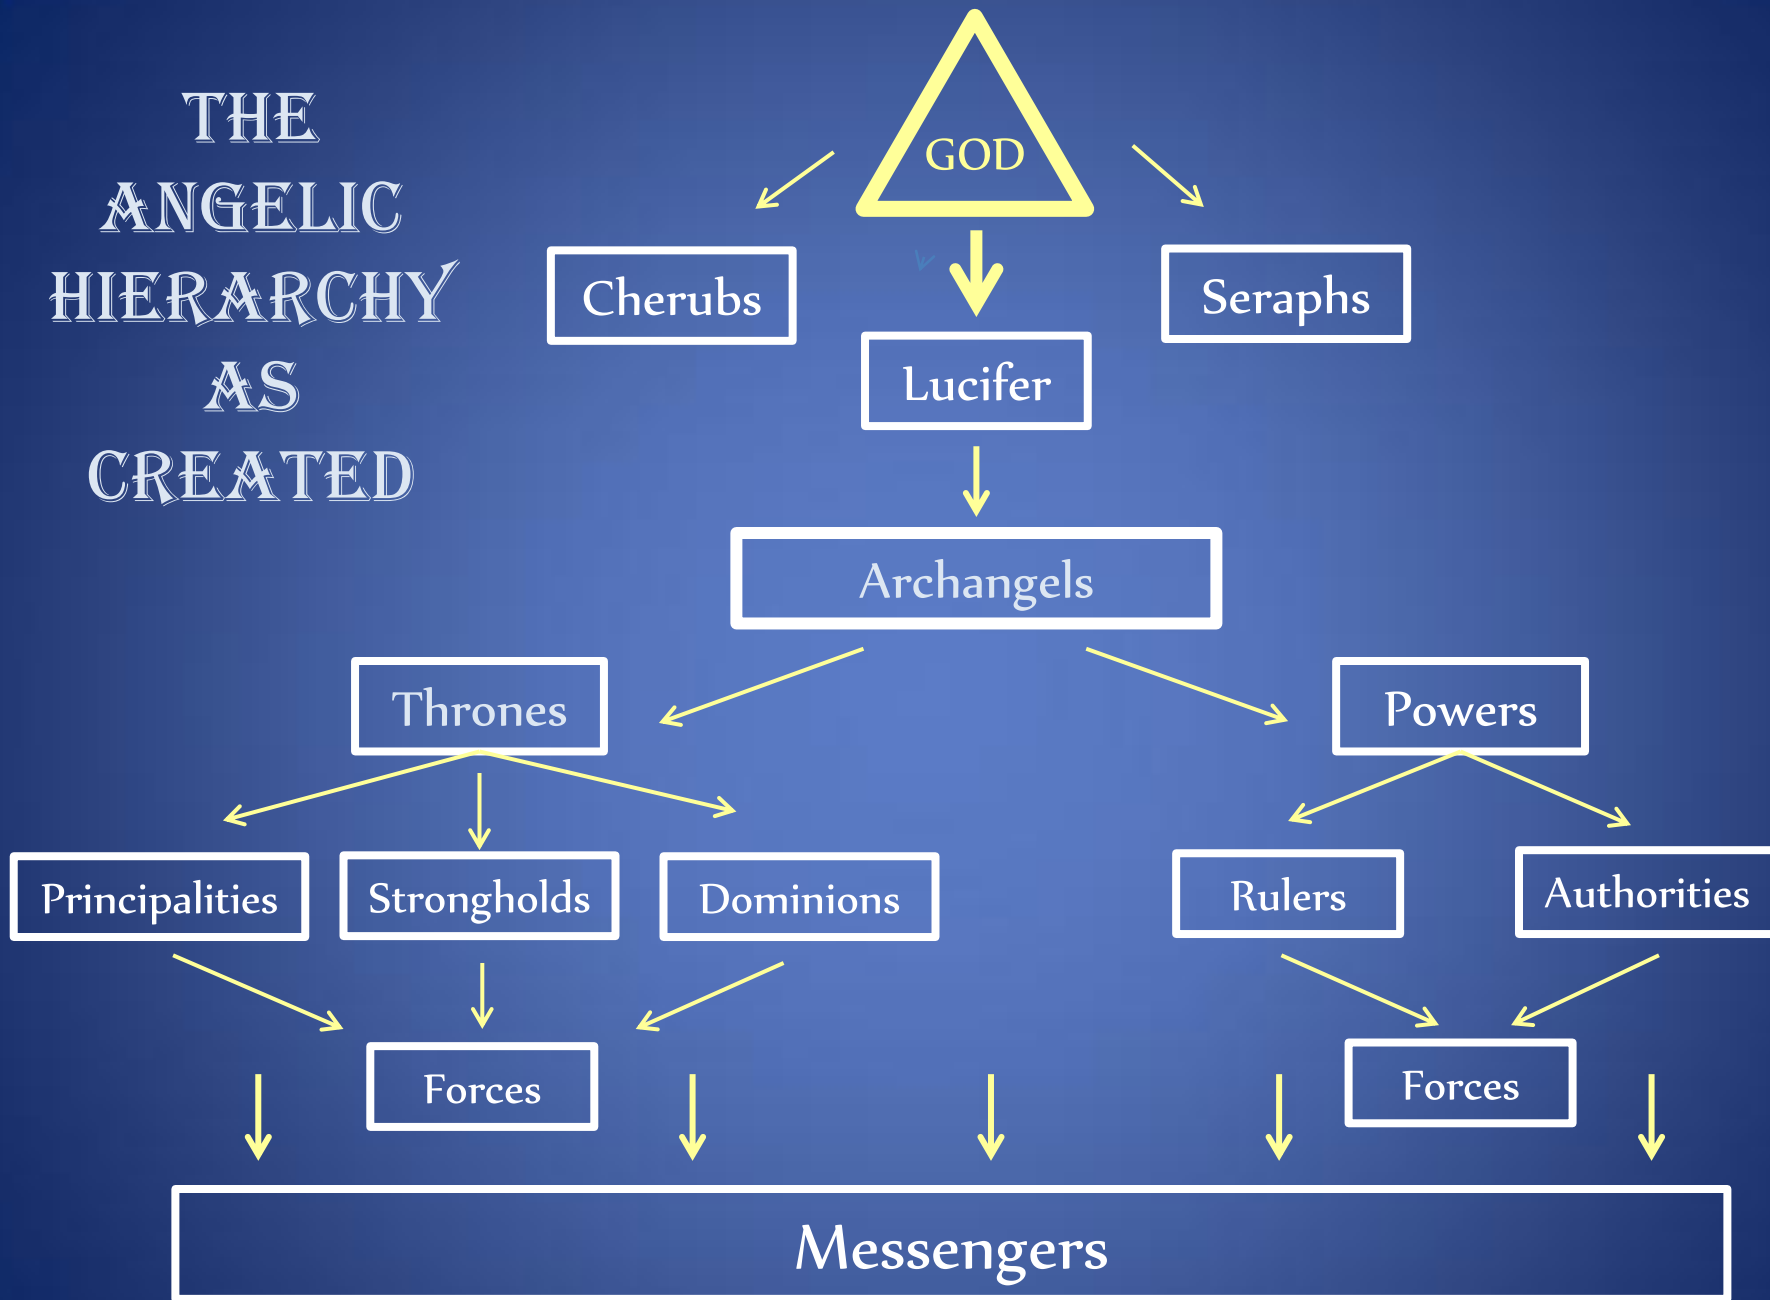 THE
ANGELIC
HIERARCHY
AS
CREATED
GOD
Cherubs
Seraphs
Lucifer
Archangels
Thrones
Powers
Principalities
Strongholds
Dominions
Rulers
Authorities
Forces
Forces
Messengers